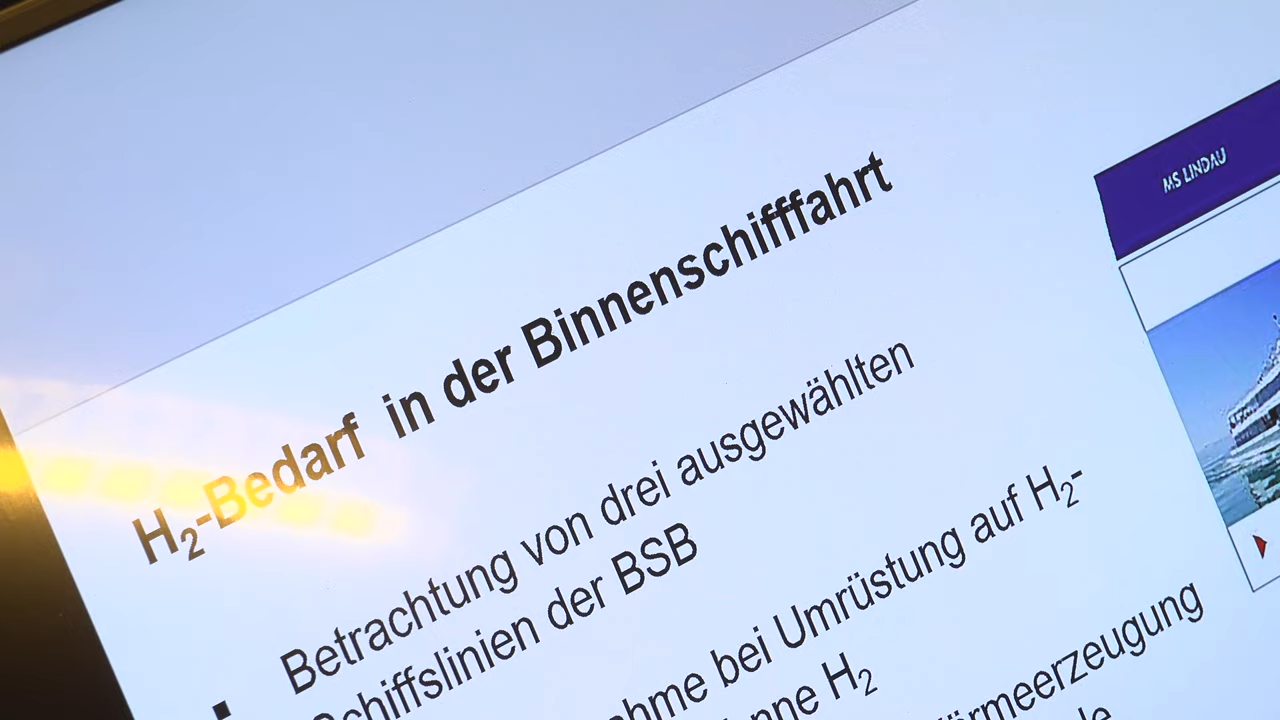 H₂-Bedarf in der Binnenschifffahrt
MS LINDAU
Betrachtung von drei ausgewählten
Schiffslinien der BSB
bei Umrüstung auf H₂-
H₂